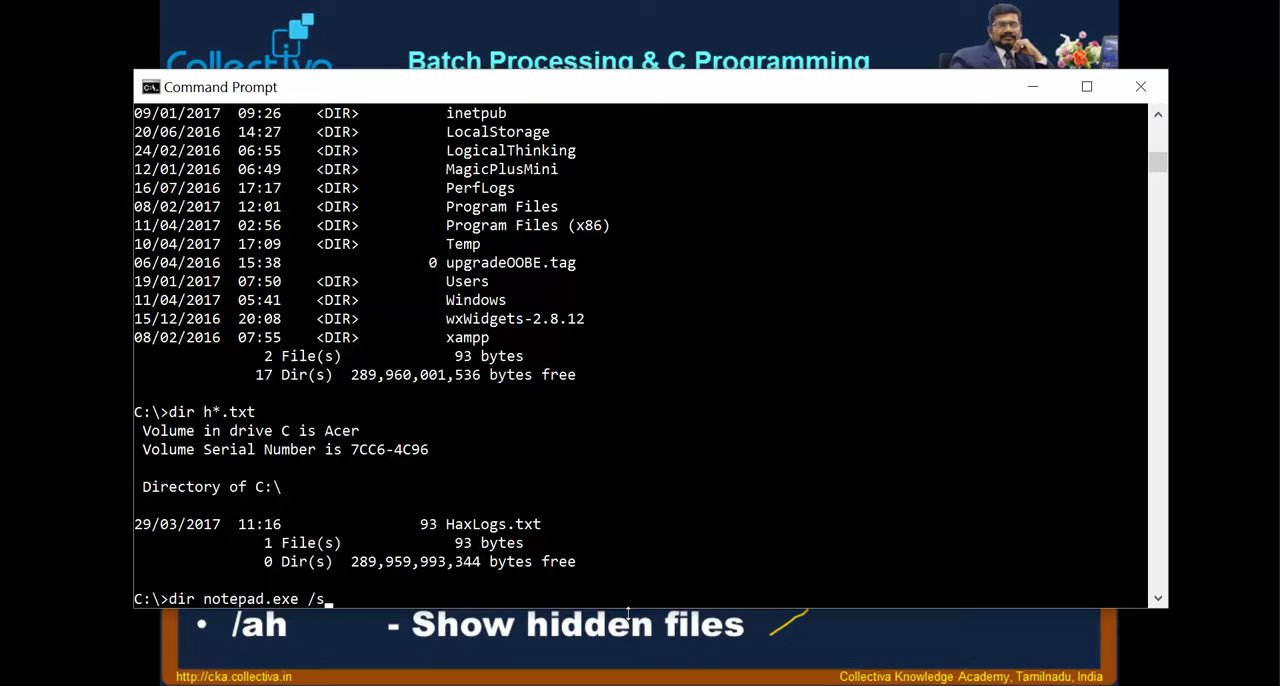 Collectiva
Batch Processing & C Programming
Command Prompt
09/01/2017 09:26 <DIR> inetpub
20/06/2016 14:27 <DIR> LocalStorage
24/02/2016 06:55 <DIR> LogicalThinking
12/01/2016 06:49 <DIR> MagicPlusMini
16/07/2016 17:17 <DIR> PerfLogs
08/02/2017 12:01 <DIR> Program Files
11/04/2017 02:56 <DIR> Program Files (x86)
10/04/2017 17:09 <DIR> Temp
06/04/2016 15:38 0 upgradeOOBE.tag
19/01/2017 07:50 <DIR> Users
11/04/2017 05:41 <DIR> Windows
15/12/2016 20:08 <DIR> wxWidgets-2.8.12
08/02/2016 07:55 <DIR> xampp
2 File(s) 93 bytes
17 Dir(s) 289,960,001,536 bytes free
C:\>dir h*.txt
Volume in drive C is Acer
Volume Serial Number is 7CC6-4C96
Directory of C:\
29/03/2017 11:16 93 HaxLogs.txt
1 File(s) 93 bytes
0 Dir(s) 289,959,993,344 bytes free
C:\>dir notepad.exe /s
• /ah - Show hidden files
http://cka.collectiva.in
Collectiva Knowledge Academy, Tamilnadu, India